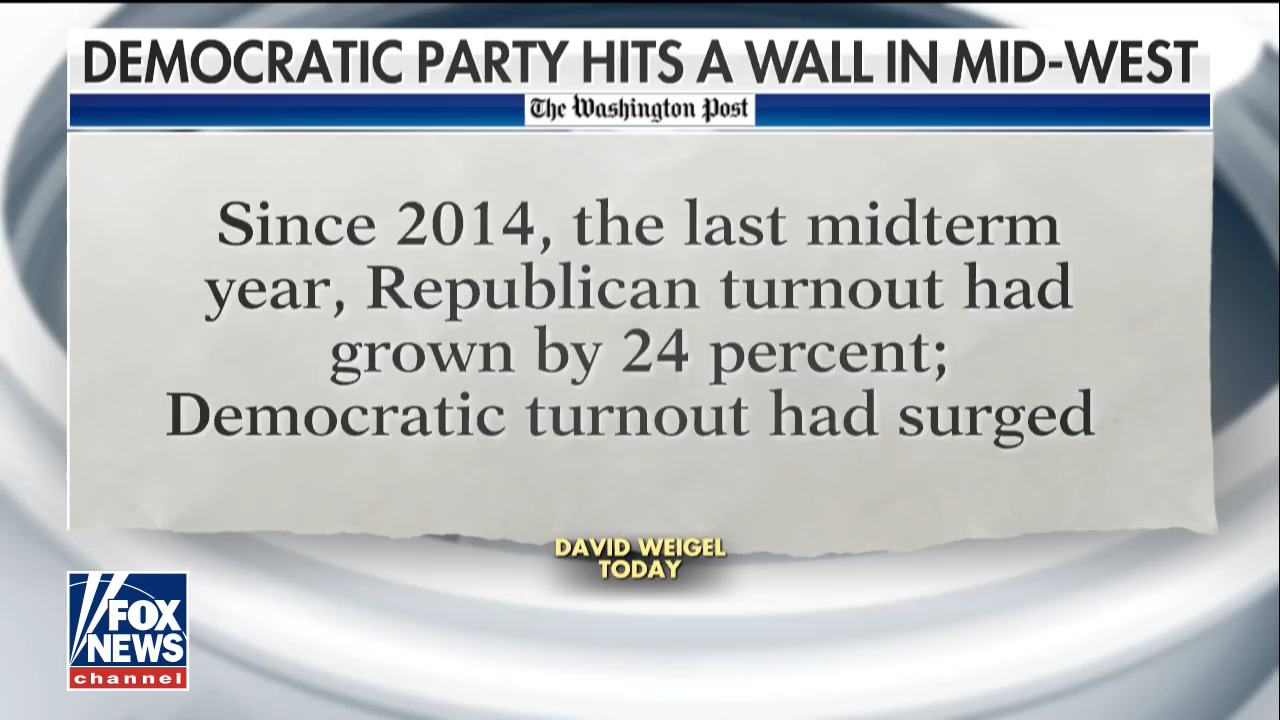 DEMOCRATIC PARTY HITS A WALL IN MID-WEST
The Washington Post
Since 2014, the last midterm
year, Republican turnout had
grown by 24 percent;
Democratic turnout had surged
DAVID WEIGEL
TODAY
FOX
NEWS
channel